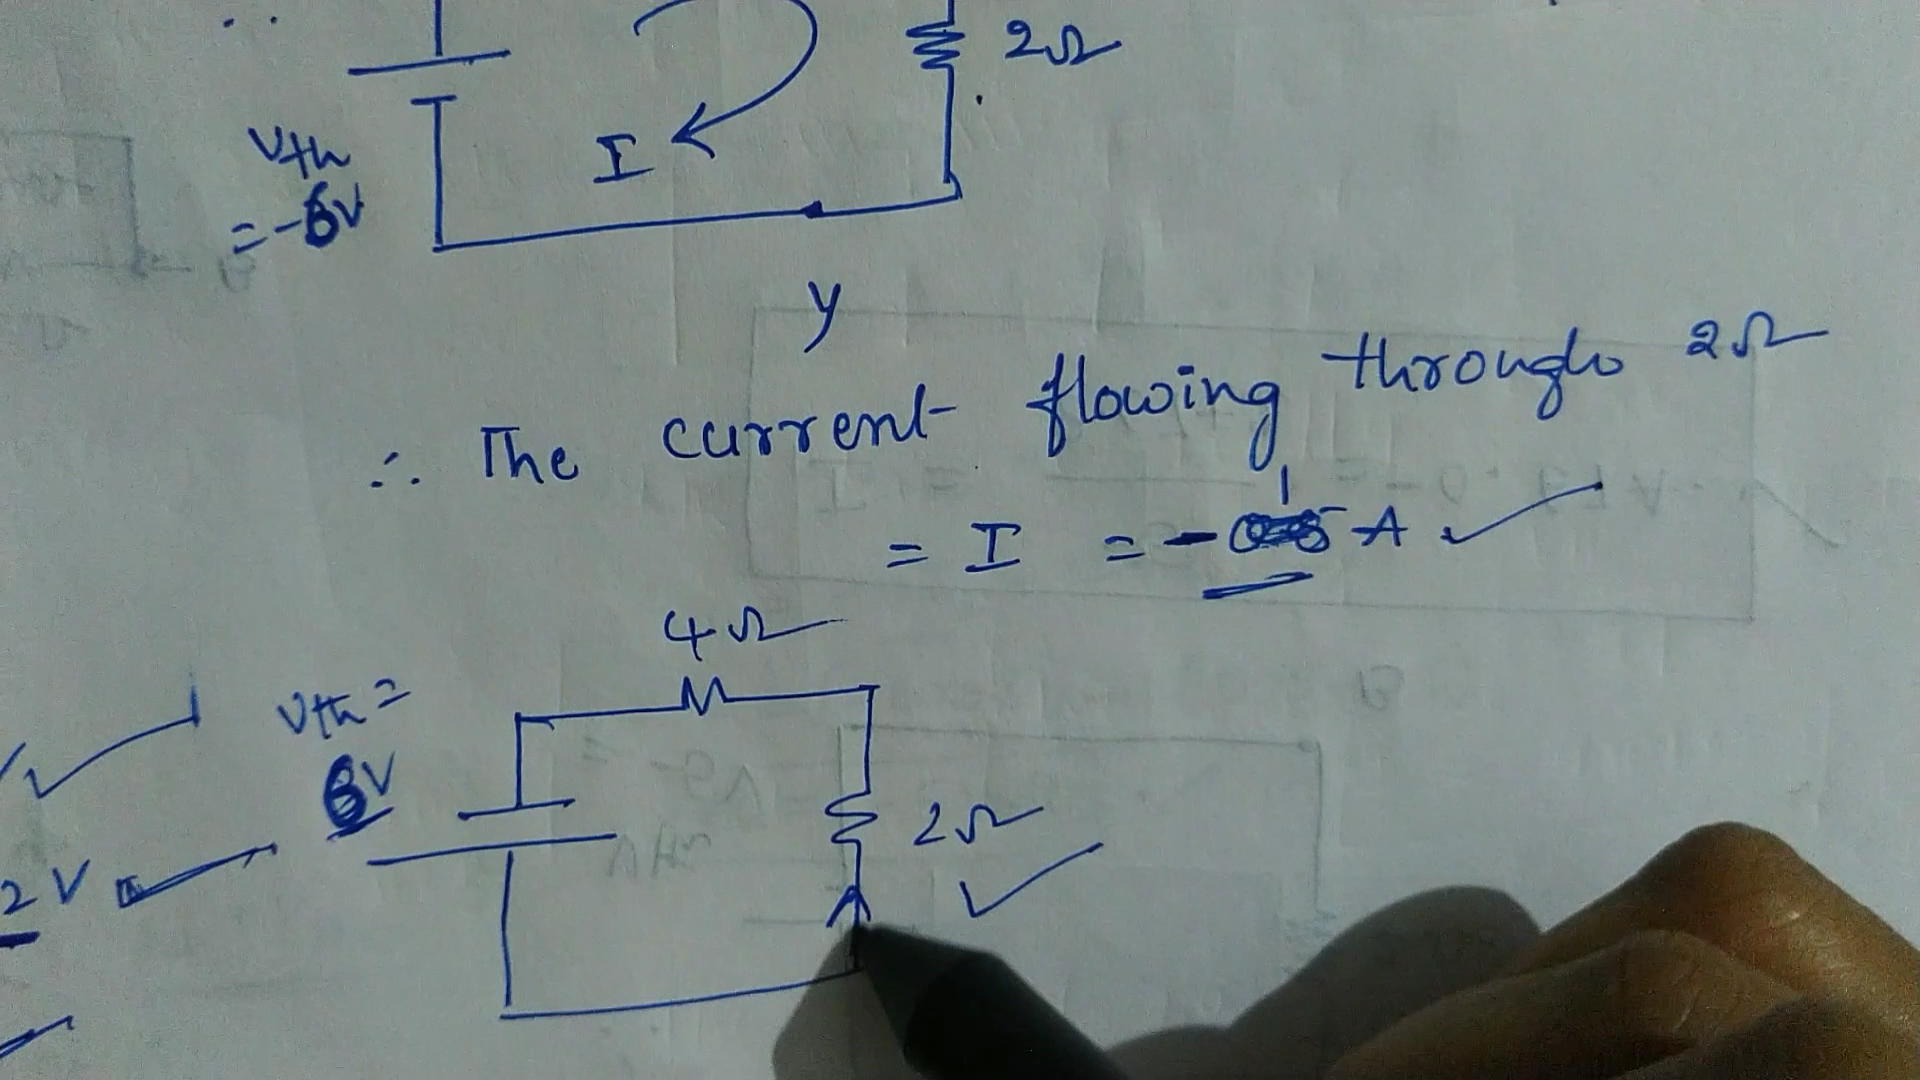 2Ω
I
Vth
= -6V
y
∴ The current flowing through 2Ω
= I = -1 A
4Ω
Vth =
6V
2Ω
2V